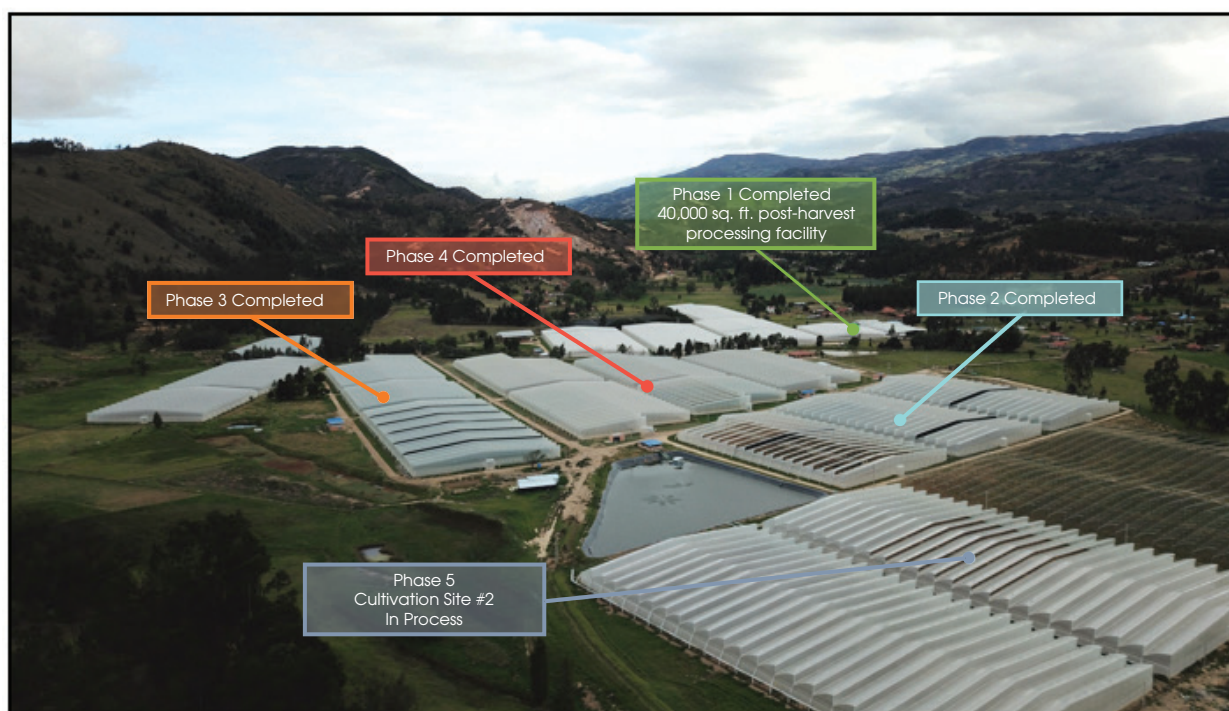 Phase 1 Completed
40,000 sq. ft. post-harvest
processing facility
Phase 4 Completed
Phase 3 Completed
Phase 2 Completed
Phase 5
Cultivation Site #2
In Process